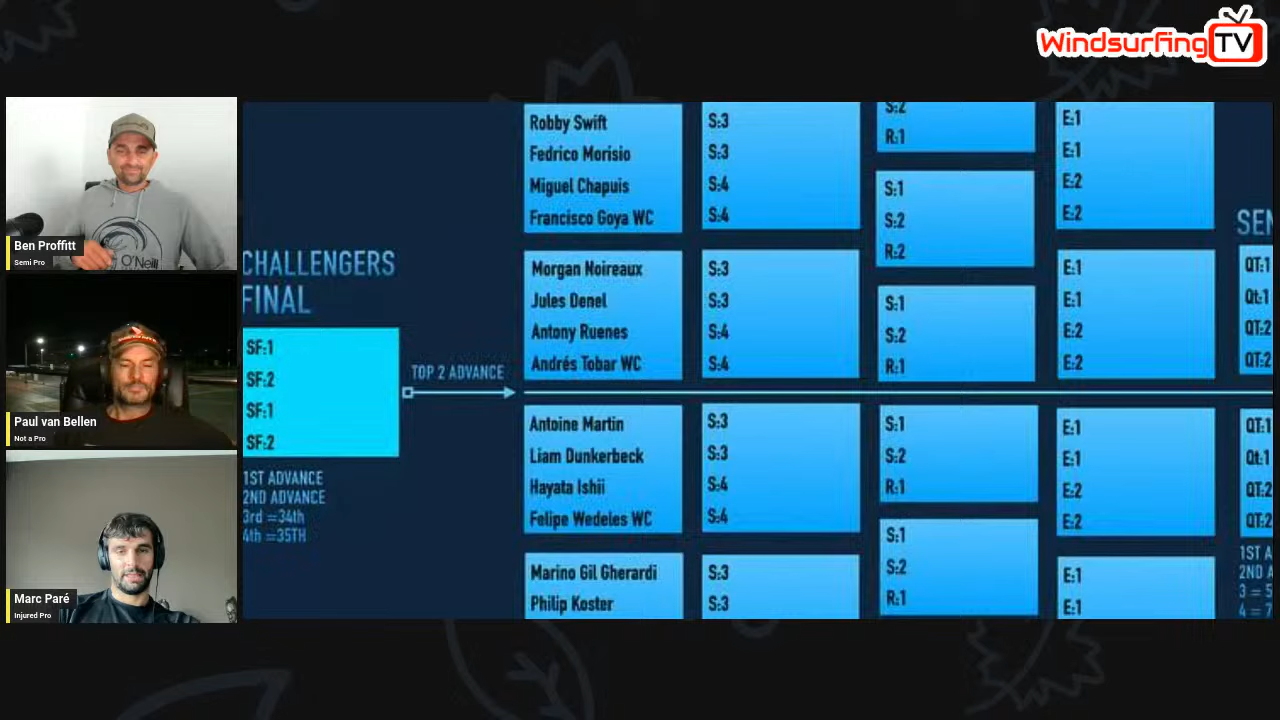 Windsurfing TV
Ben Proffitt
Semi Pro
O'Neill
Paul van Bellen
Not a Pro
Marc Paré
Injured Pro
CHALLENGERS
FINAL
SF:1
SF:2
SF:1
SF:2
1ST ADVANCE
2ND ADVANCE
3rd =34th
4th =35TH
TOP 2 ADVANCE
Robby Swift
Fedrico Morisio
Miguel Chapuis
Francisco Goya WC
Morgan Noireaux
Jules Denel
Antony Ruenes
Andrés Tobar WC
Antoine Martin
Liam Dunkerbeck
Hayata Ishii
Felipe Wedeles WC
Marino Gil Gherardi
Philip Koster
S:3
S:3
S:4
S:4
S:3
S:3
S:4
S:4
S:3
S:3
S:4
S:4
S:3
S:3
S:2
R:1
S:1
S:2
R:2
S:1
S:2
R:1
S:1
S:2
R:1
S:1
S:2
R:1
E:1
E:1
E:2
E:2
E:1
E:1
E:2
E:2
E:1
E:1
E:2
E:2
E:1
E:1
SEM
QT:1
Qt:1
QT:2
QT:2
QT:1
Qt:1
QT:2
QT:2
1ST A
2ND A
3 = 5
4 = 7